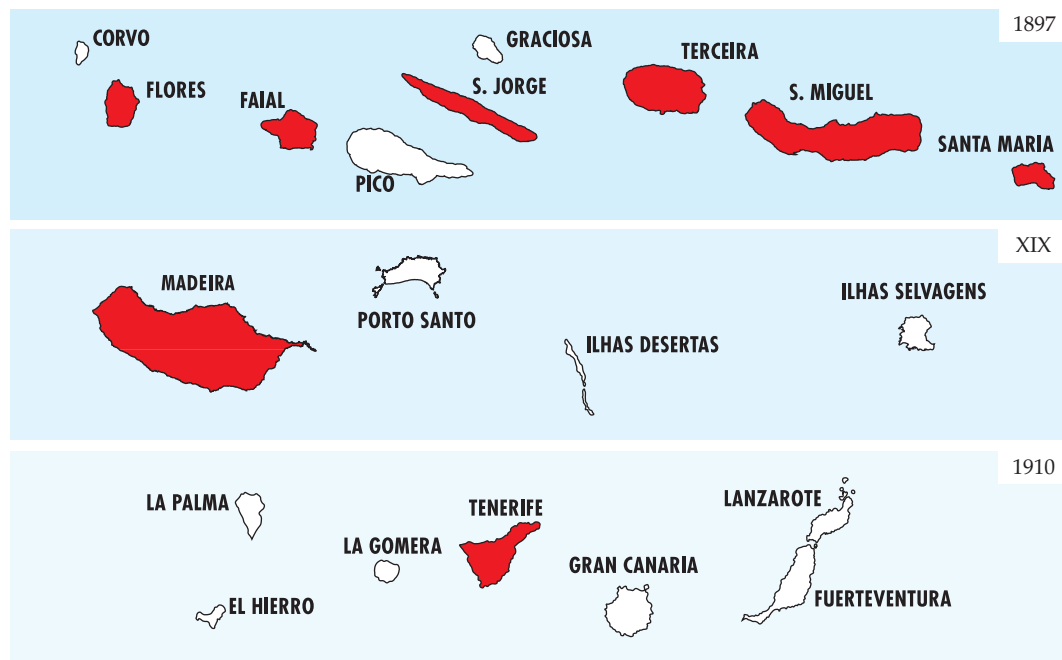 1897
CORVO
GRACIOSA
TERCEIRA
FLORES
S. JORGE
FAIAL
S. MIGUEL
SANTA MARIA
PICO
XIX
MADEIRA
ILHAS SELVAGENS
PORTO SANTO
ILHAS DESERTAS
1910
LA PALMA
LANZAROTE
TENERIFE
LA GOMERA
GRAN CANARIA
EL HIERRO
FUERTEVENTURA